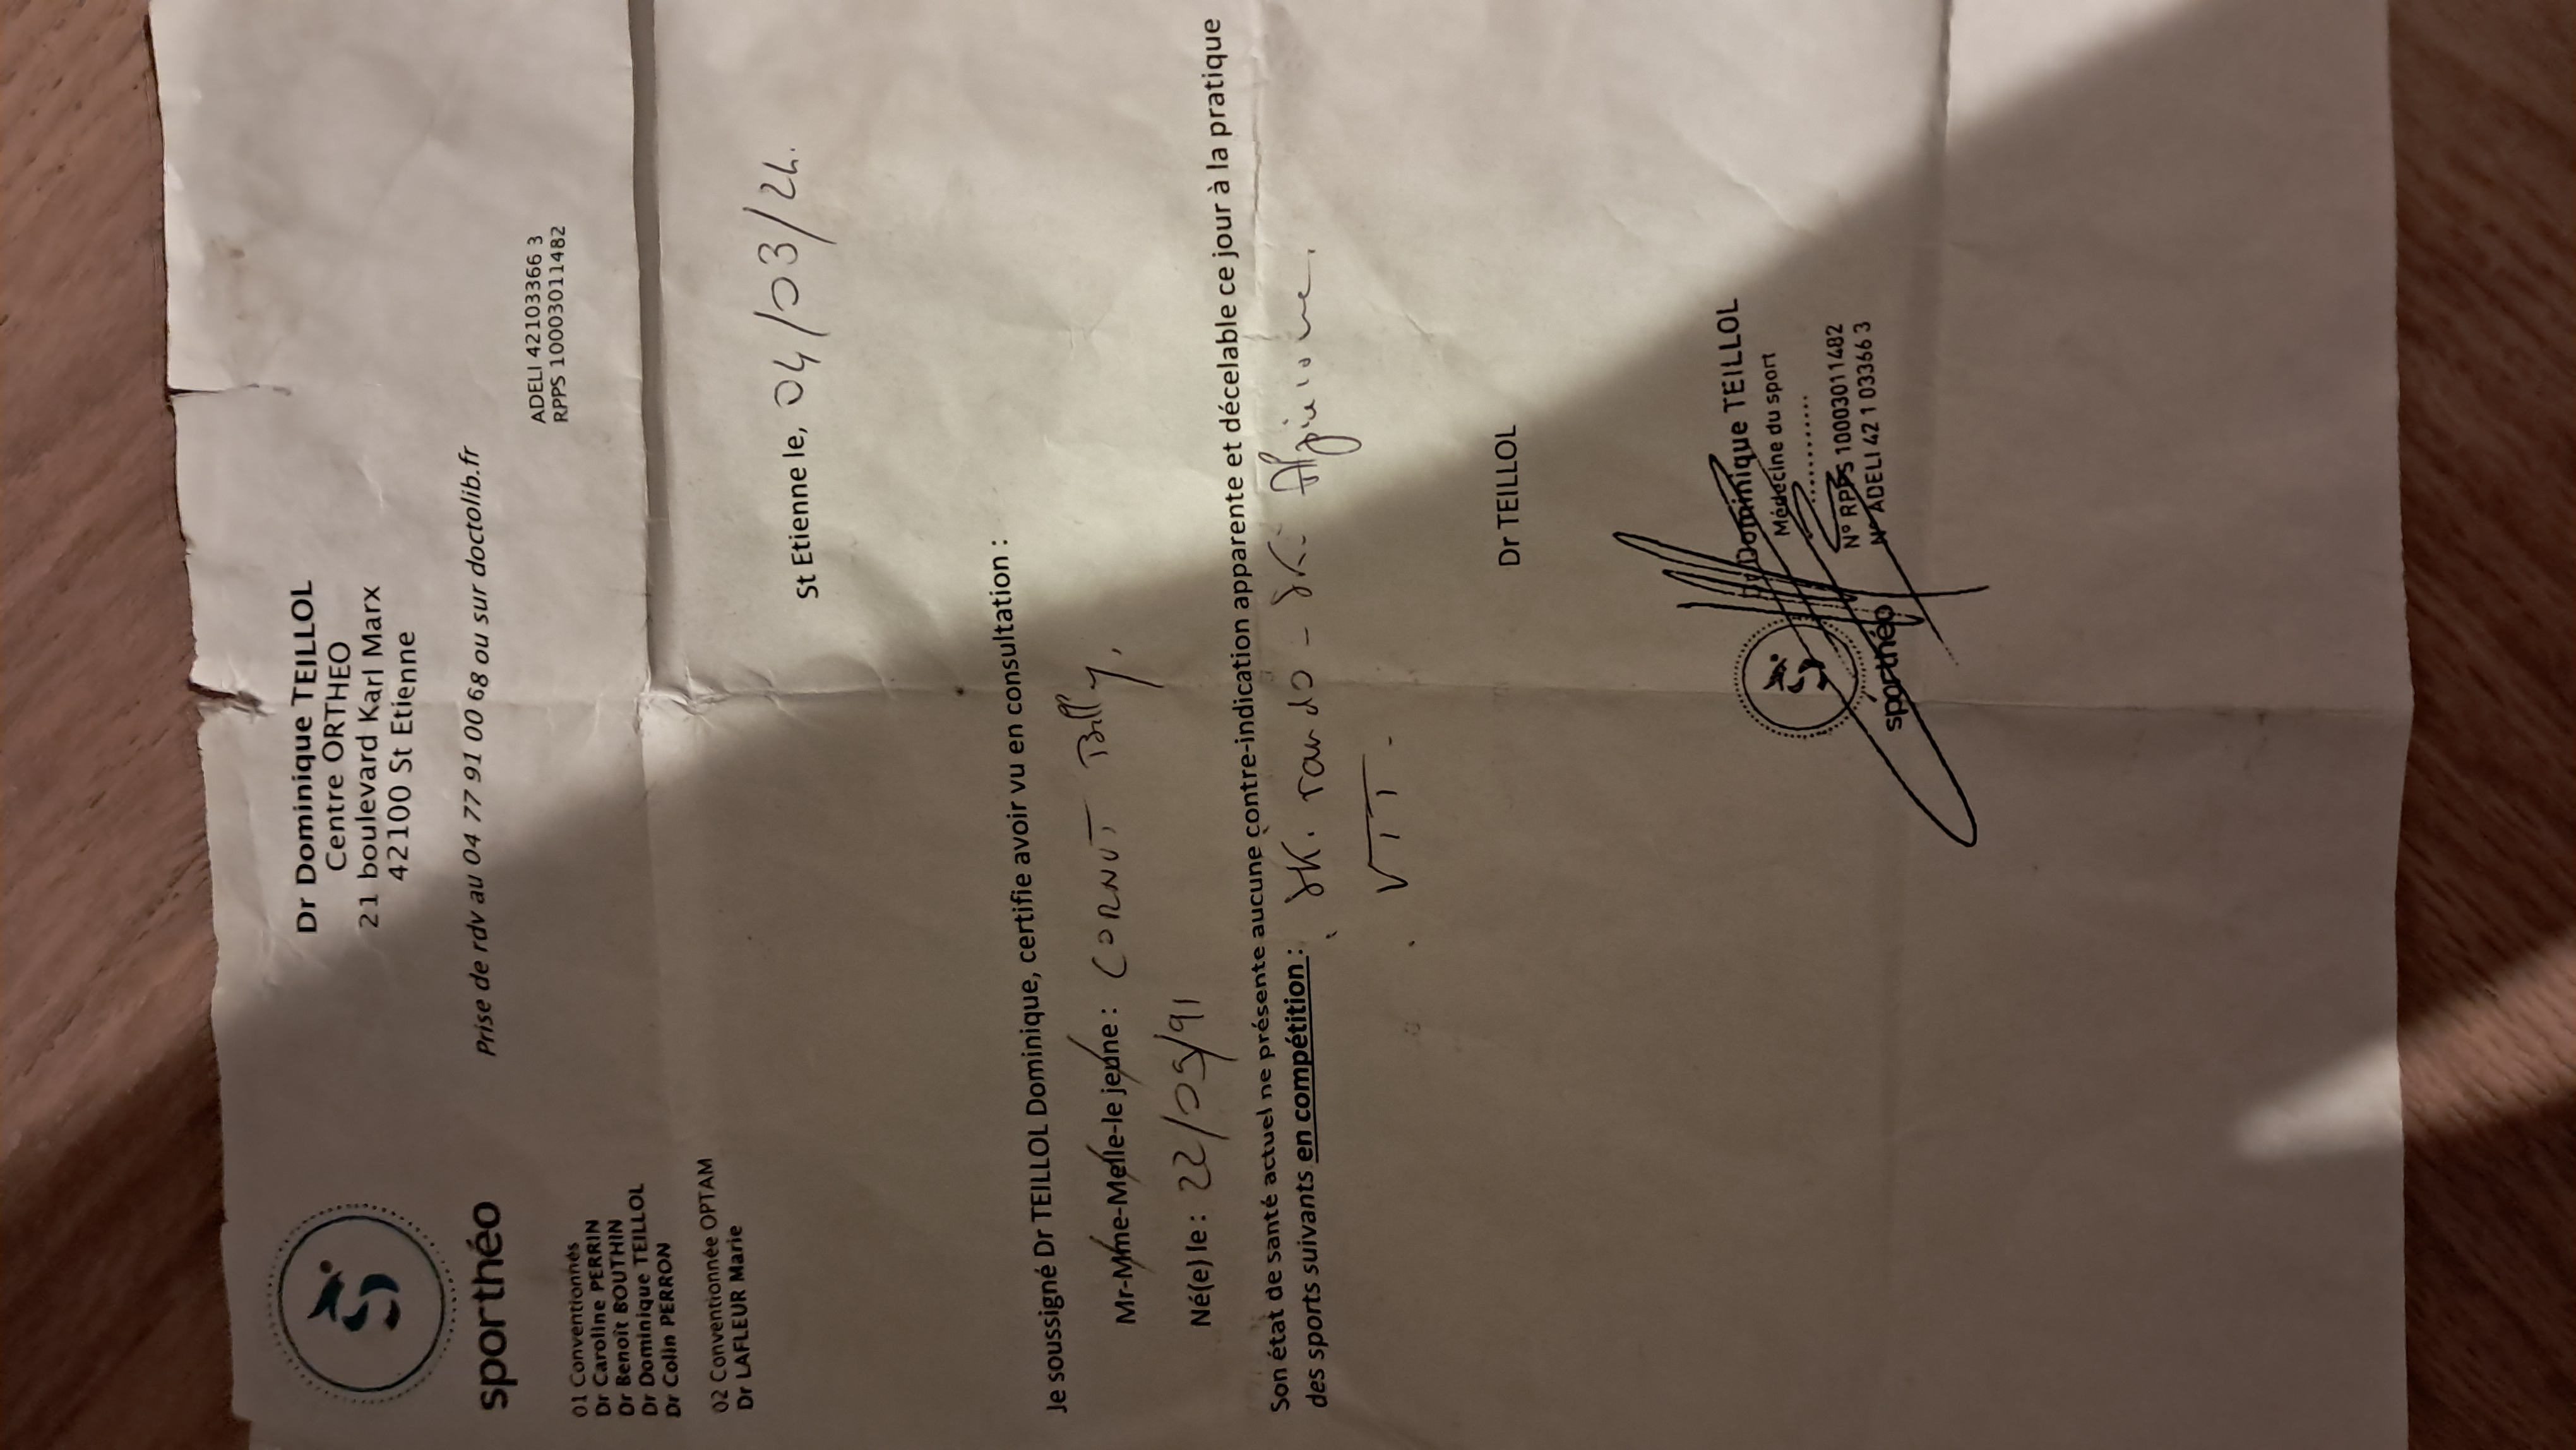 Dr Dominique TEILLOL
Centre ORTHEO
21 boulevard Karl Marx
42100 St Etienne
sporthéo
Prise de rdv au 04 77 91 00 68 ou sur doctolib.fr
ADELI 42103366 3
RPPS 10003011482
01 Conventionnés
Dr Caroline PERRIN
Dr Benoît BOUTHIN
Dr Dominique TEILLOL
Dr Colin PERRON
02 Conventionnée OPTAM
Dr LAFLEUR Marie
St Etienne le, 04/03/24.
Je soussigné Dr TEILLOL Dominique, certifie avoir vu en consultation :
Mr-Mme-Melle-le jeune : CORNUT Billy,
Né(e) le : 22/05/91
Son état de santé actuel ne présente aucune contre-indication apparente et décelable ce jour à la pratique
des sports suivants en compétition : Ski rando - Ski Alpinisme.
VTT.
Dr TEILLOL
Dr Dominique TEILLOL
Médecine du sport
............
N° RPPS 10003011482
N° ADELI 42 1 03366 3
sporthéo